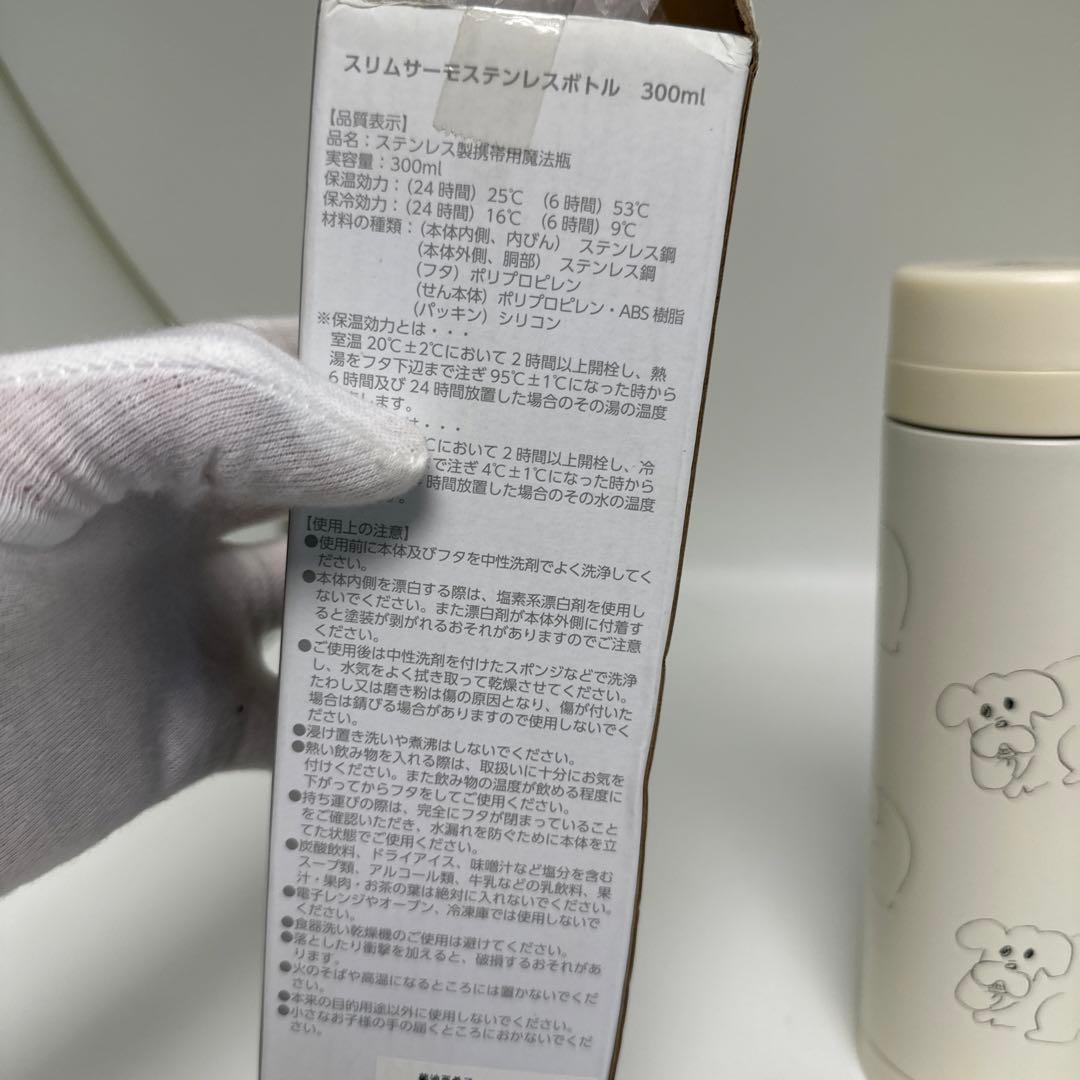 スリムサーモステンレスボトル　300ml
【品質表示】
品名：ステンレス製携帯用魔法瓶
実容量：300ml
保温効力：(24時間) 25℃　(6時間) 53℃
保冷効力：(24時間) 16℃　(6時間) 9℃
材料の種類：(本体内側、内びん)　ステンレス鋼
(本体外側、胴部)　ステンレス鋼
(フタ) ポリプロピレン
(せん本体) ポリプロピレン・ABS樹脂
(パッキン) シリコン
※保温効力とは・・・
室温20℃±2℃において2時間以上開栓し、熱
湯をフタ下辺まで注ぎ95℃±1℃になった時から
6時間及び24時間放置した場合のその湯の温度
します。
は・・・
℃において2時間以上開栓し、冷
で注ぎ4℃±1℃になった時から
時間放置した場合のその水の温度
す。
【使用上の注意】
●使用前に本体及びフタを中性洗剤でよく洗浄してく
ださい。
●本体内側を漂白する際は、塩素系漂白剤を使用し
ないでください。また漂白剤が本体外側に付着す
ると塗装が剥がれるおそれがありますのでご注意
ください。
●ご使用後は中性洗剤を付けたスポンジなどで洗浄
し、水気をよく拭き取って乾燥させてください。
たわし又は磨き粉は傷の原因となり、傷が付いた
場合は錆びる場合がありますので使用しないでく
ださい。
●浸け置き洗いや煮沸はしないでください。
●熱い飲み物を入れる際は、取扱いに十分にお気を
付けください。また飲み物の温度が飲める程度に
下がってからフタをしてご使用ください。
●持ち運びの際は、完全にフタが閉まっていること
をご確認いただき、水漏れを防ぐために本体を立
てた状態でご使用ください。
●炭酸飲料、ドライアイス、味噌汁など塩分を含む
スープ類、アルコール類、牛乳などの乳飲料、果
汁・果肉・お茶の葉は絶対に入れないでください。
●電子レンジやオーブン、冷凍庫では使用しないで
ください。
●食器洗い乾燥機のご使用は避けてください。
●落としたり衝撃を加えると、破損するおそれがあ
ります。
●火のそばや高温になるところには置かないでくだ
さい。
●本来の目的用途以外に使用しないでください。
●小さなお子様の手の届くところにおかないでくだ
さい。